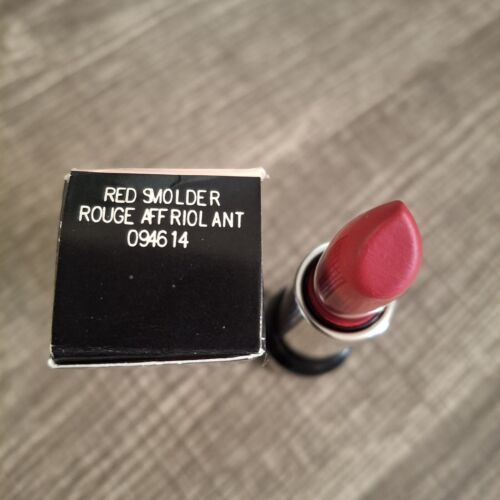 RED SMOLDER
ROUGE AFFRIOLANT
094614